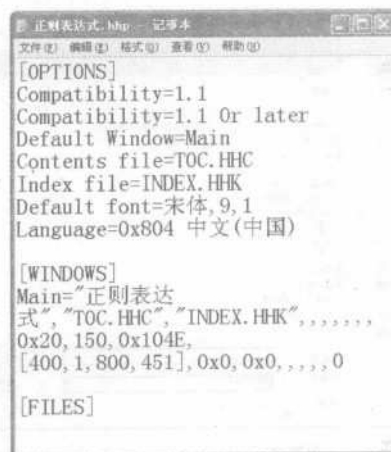 正则表达式.hhp - 记事本
文件(F) 编辑(E) 格式(O) 查看(V) 帮助(H)
[OPTIONS]
Compatibility=1.1
Compatibility=1.1 Or later
Default Window=Main
Contents file=TOC.HHC
Index file=INDEX.HHK
Default font=宋体,9,1
Language=0x804 中文(中国)
[WINDOWS]
Main="正则表达
式","TOC.HHC","INDEX.HHK",,,,,,,
0x20,150,0x104E,
[400,1,800,451],0x0,0x0,,,,,0
[FILES]